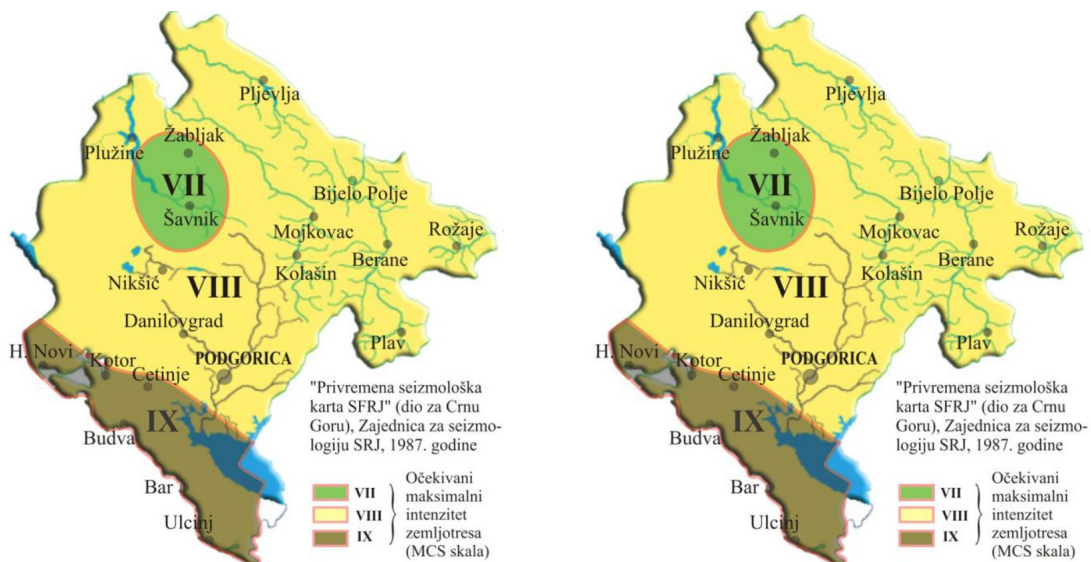 Pljevlja
Žabljak
Plužine
VII
Bijelo Polje
Šavnik
Mojkovac
Rožaje
Berane
Kolašin
Nikšić
VIII
Danilovgrad
Plav
H. Novi
PODGORICA
Kotor
Cetinje
"Privremena seizmološka
karta SFRJ" (dio za Crnu
Goru), Zajednica za seizmo-
logiju SRJ, 1987. godine
IX
Budva
Bar
Ulcinj
VII
VIII
IX
Očekivani
maksimalni
intenzitet
zemljotresa
(MCS skala)
Pljevlja
Žabljak
Plužine
VII
Bijelo Polje
Šavnik
Mojkovac
Rožaje
Berane
Kolašin
Nikšić
VIII
Danilovgrad
Plav
H. Novi
PODGORICA
Kotor
Cetinje
"Privremena seizmološka
karta SFRJ" (dio za Crnu
Goru), Zajednica za seizmo-
logiju SRJ, 1987. godine
IX
Budva
Bar
Ulcinj
VII
VIII
IX
Očekivani
maksimalni
intenzitet
zemljotresa
(MCS skala)